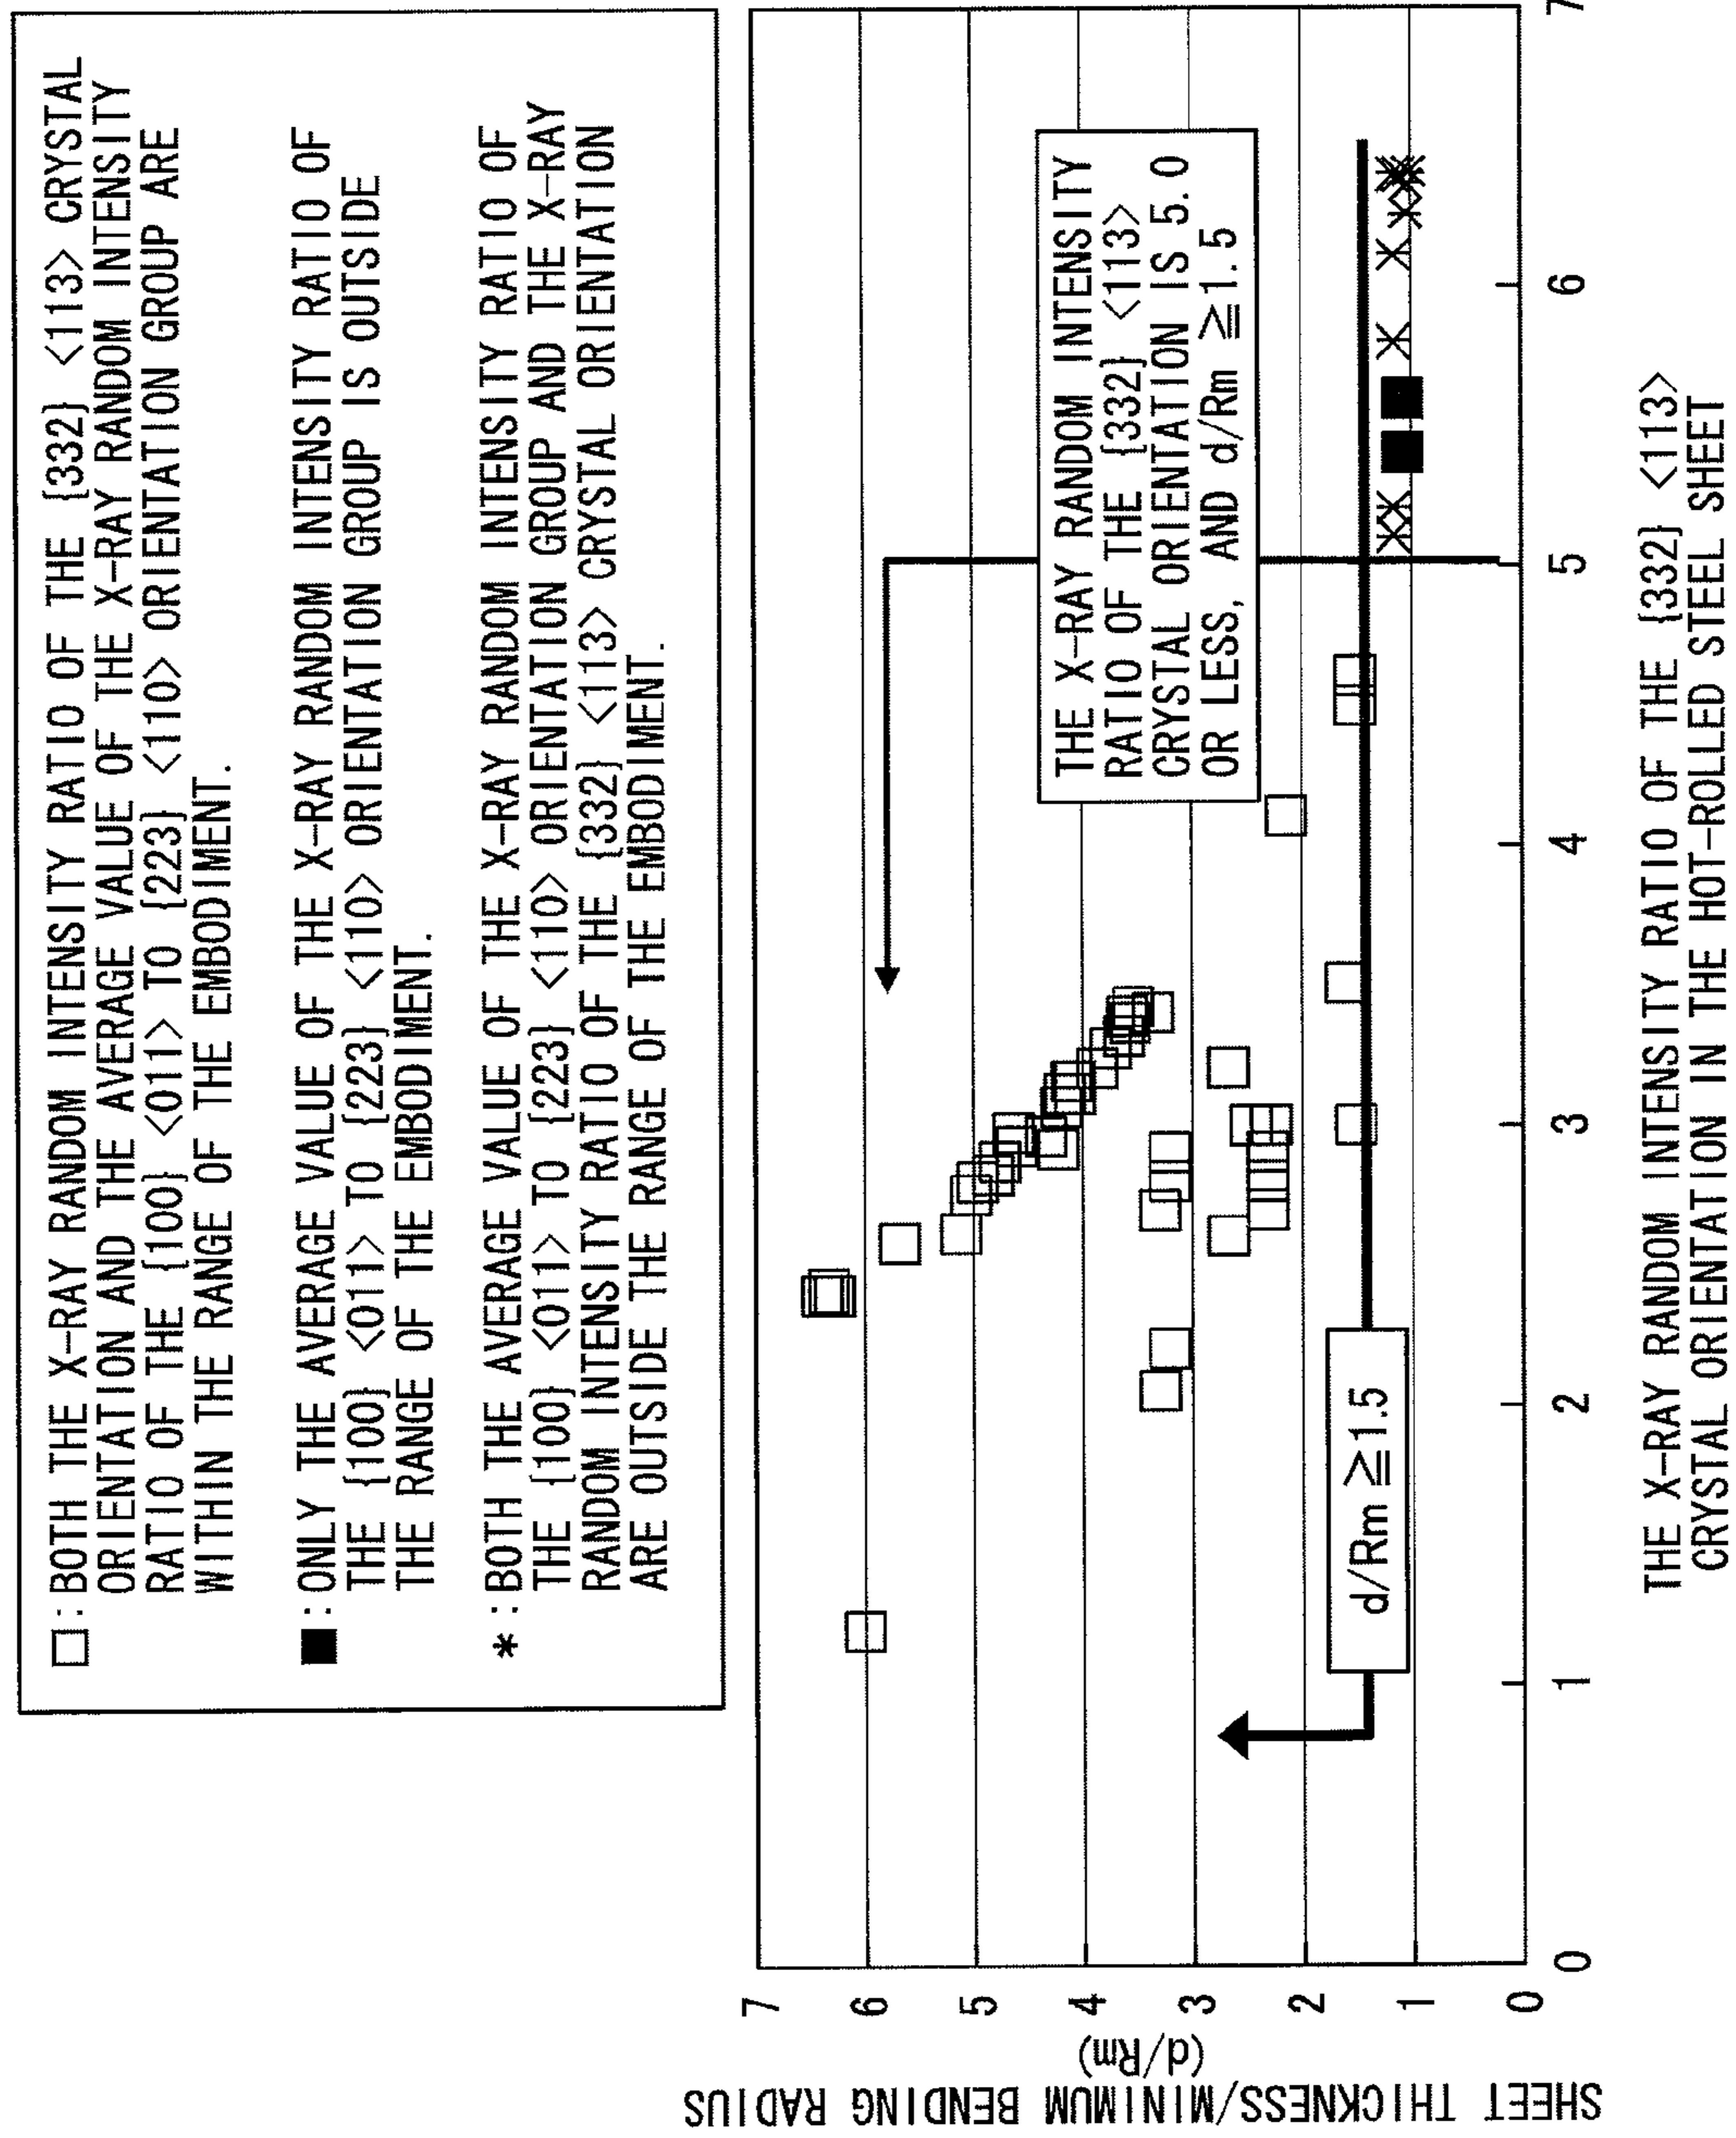 □:BOTH THE X-RAY RANDOM INTENSITY RATIO OF THE {332} <113> CRYSTAL
ORIENTATION AND THE AVERAGE VALUE OF THE X-RAY RANDOM INTENSITY
RATIO OF THE {100} <011> TO {223} <110> ORIENTATION GROUP ARE
WITHIN THE RANGE OF THE EMBODIMENT.
■:ONLY THE AVERAGE VALUE OF THE X-RAY RANDOM INTENSITY RATIO OF
THE {100} <011> TO {223} <110> ORIENTATION GROUP IS OUTSIDE
THE RANGE OF THE EMBODIMENT.
*:BOTH THE AVERAGE VALUE OF THE X-RAY RANDOM INTENSITY RATIO OF
THE {100} <011> TO {223} <110> ORIENTATION GROUP AND THE X-RAY
RANDOM INTENSITY RATIO OF THE {332} <113> CRYSTAL ORIENTATION
ARE OUTSIDE THE RANGE OF THE EMBODIMENT.
SHEET THICKNESS/MINIMUM BENDING RADIUS
(d/Rm)
7
6
5
4
3
2
1
0
THE X-RAY RANDOM INTENSITY
RATIO OF THE {332} <113>
CRYSTAL ORIENTATION IS 5.0
OR LESS, AND d/Rm ≧1.5
d/Rm ≧1.5
0 1 2 3 4 5 6 7
THE X-RAY RANDOM INTENSITY RATIO OF THE {332} <113>
CRYSTAL ORIENTATION IN THE HOT-ROLLED STEEL SHEET